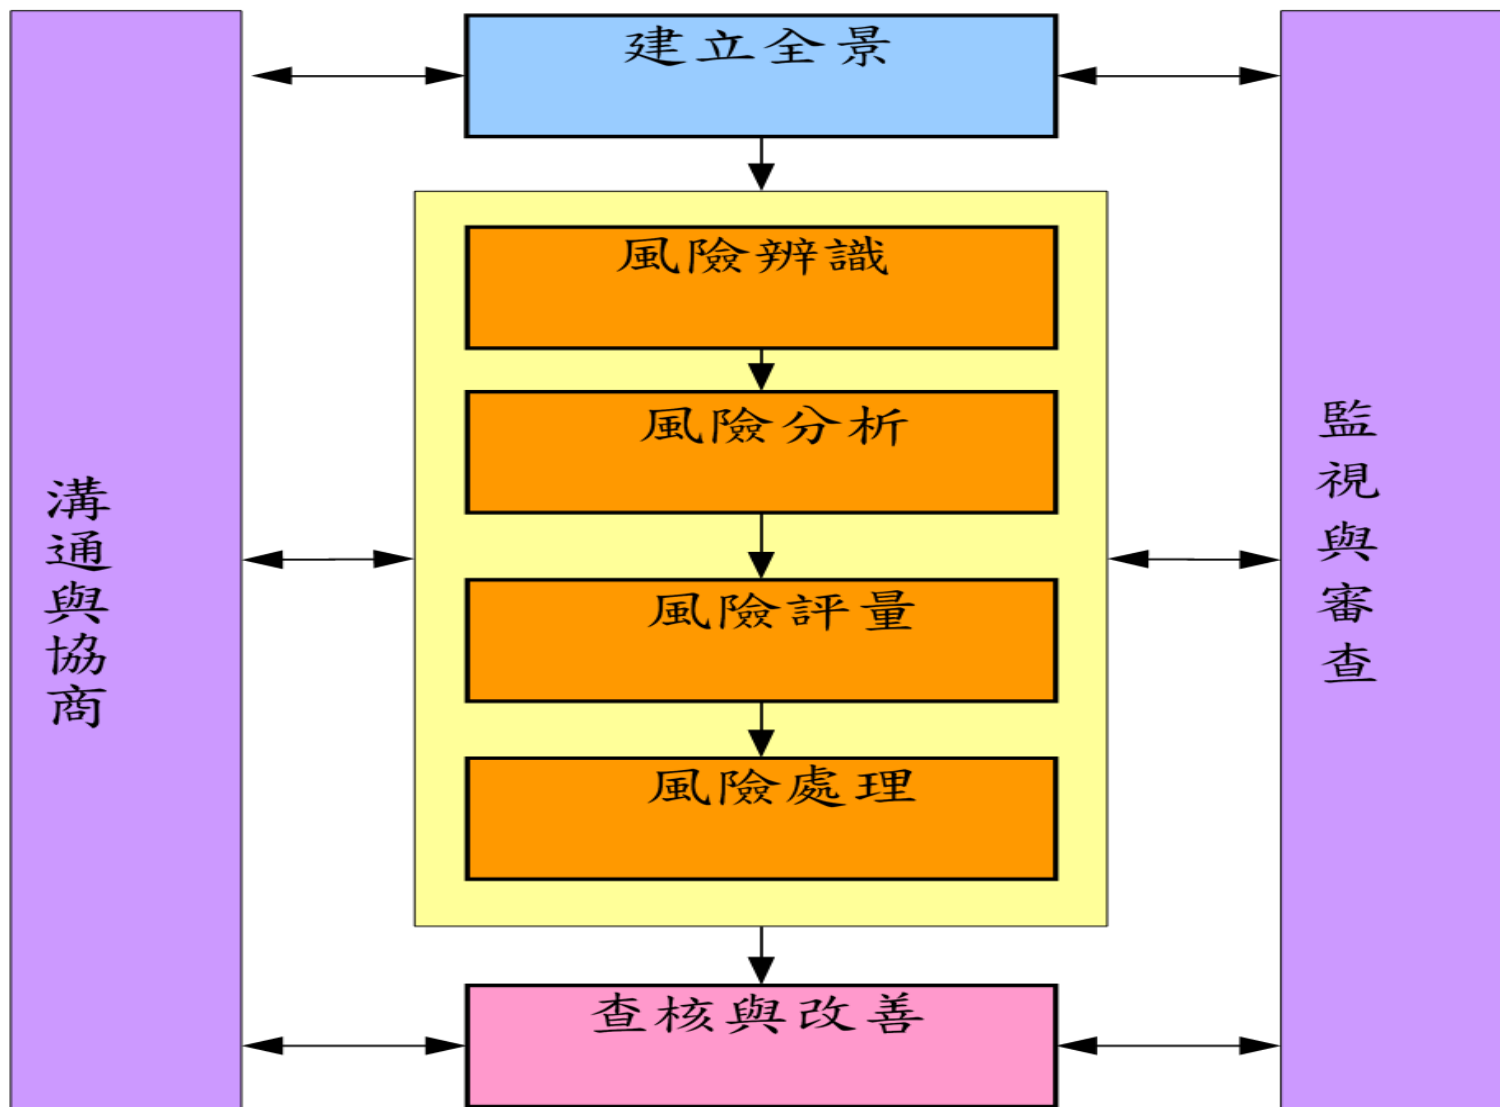 建立全景
風險辨識
風險分析
風險評量
風險處理
查核與改善
溝通與協商
監視與審查